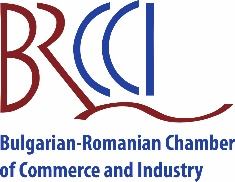 BRCCI
Bulgarian-Romanian Chamber
of Commerce and Industry